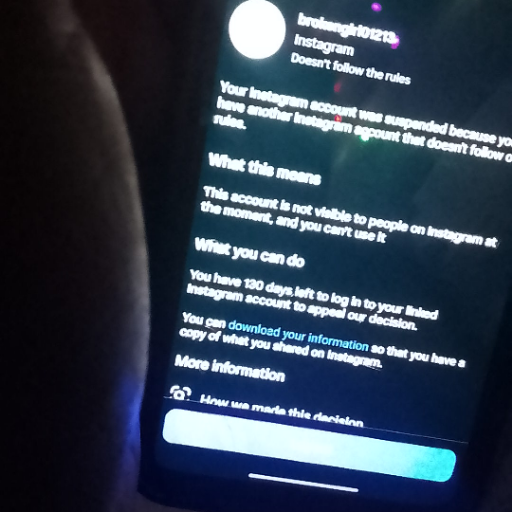 brokengirl01213
Instagram
Doesn't follow the rules
Your Instagram account was suspended because yo
have another Instagram account that doesn't follow o
rules.
What this means
This account is not visible to people on Instagram at
the moment, and you can't use it
What you can do
You have 130 days left to log in to your linked
Instagram account to appeal our decision.
You can download your information so that you have a
copy of what you shared on Instagram.
More information
How we made this decision